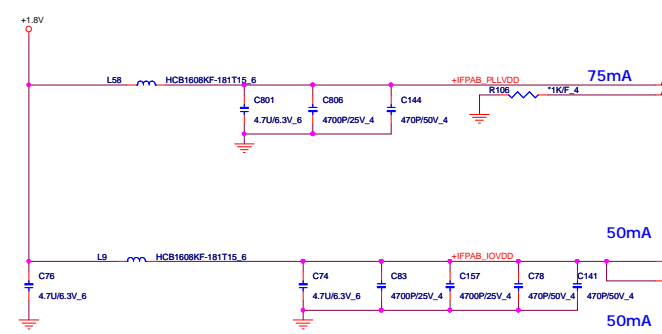 +1.8V
75mA
L58 HCB1608KF-181T15_6 +IFPAB_PLLVDD
R106 *1K/F_4
C801 C806 C144
4.7U/6.3V_6 4700P/25V_4 470P/50V_4
50mA
L9 HCB1608KF-181T15_6 +IFPAB_IOVDD
C76 C74 C83 C157 C78 C141
4.7U/6.3V_6 4.7U/6.3V_6 4700P/25V_4 4700P/25V_4 470P/50V_4 470P/50V_4
50mA